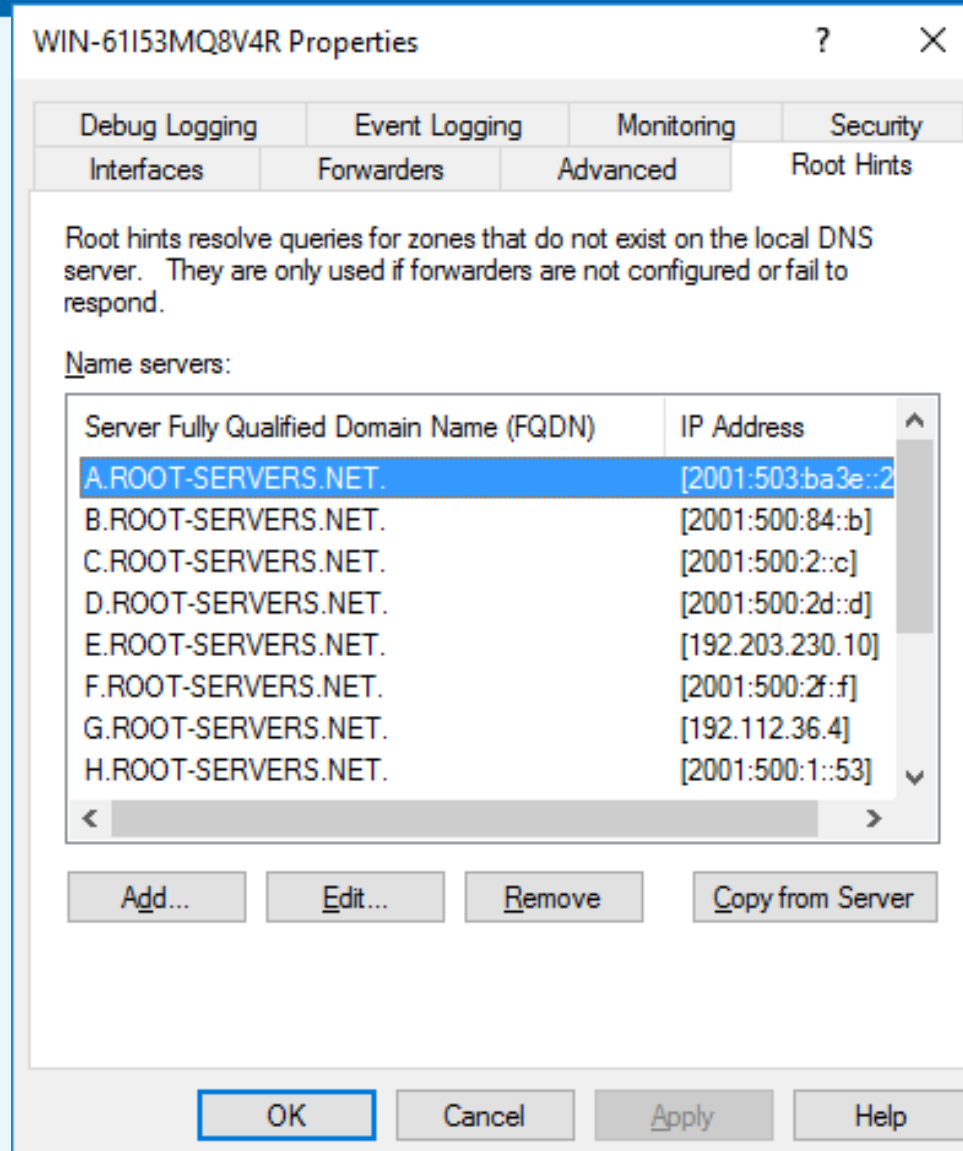 WIN-61I53MQ8V4R Properties ?
Debug Logging Event Logging Monitoring Security
Interfaces Forwarders Advanced Root Hints
Root hints resolve queries for zones that do not exist on the local DNS
server. They are only used if forwarders are not configured or fail to
respond.
Name servers:
Server Fully Qualified Domain Name (FQDN) IP Address
A.ROOT-SERVERS.NET. [2001:503:ba3e::2
B.ROOT-SERVERS.NET. [2001:500:84::b]
C.ROOT-SERVERS.NET. [2001:500:2::c]
D.ROOT-SERVERS.NET. [2001:500:2d::d]
E.ROOT-SERVERS.NET. [192.203.230.10]
F.ROOT-SERVERS.NET. [2001:500:2f::f]
G.ROOT-SERVERS.NET. [192.112.36.4]
H.ROOT-SERVERS.NET. [2001:500:1::53]
Add... Edit... Remove Copy from Server
OK Cancel Apply Help